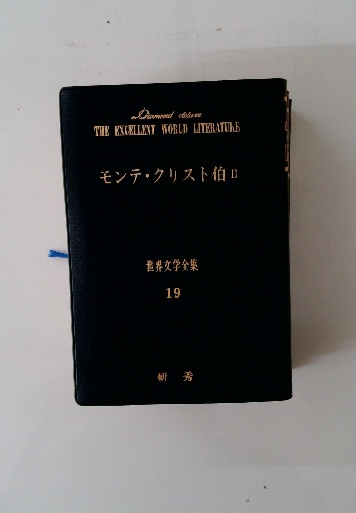 Diamond deluxe
THE EXCELLENT WORLD LITERATURE
モンテ・クリスト伯 II
世界文学全集
19
研 秀